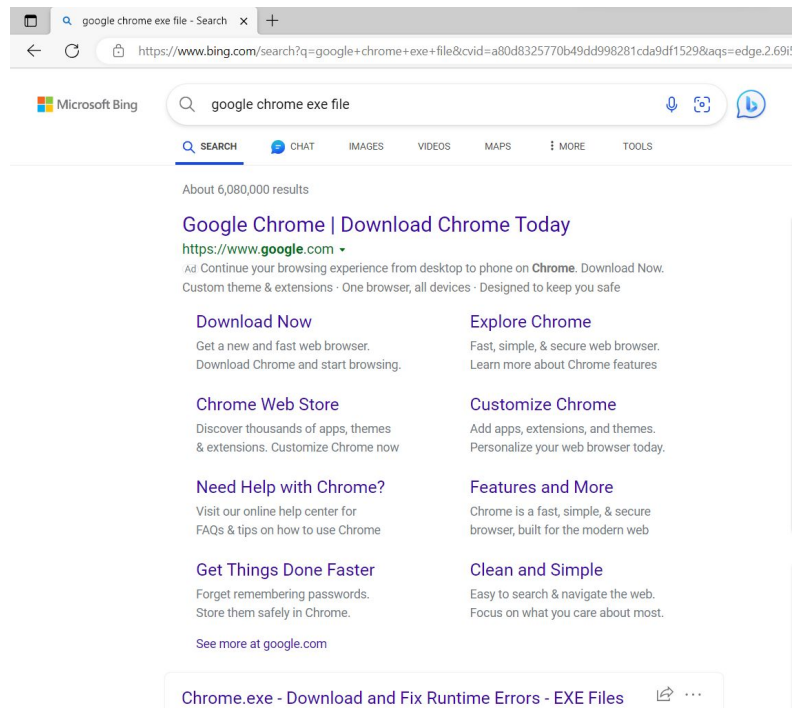 google chrome exe file - Search
https://www.bing.com/search?q=google+chrome+exe+file&cvid=a80d8325770b49dd998281cda9df1529&aqs=edge.2.69i5
Microsoft Bing
google chrome exe file
SEARCH CHAT IMAGES VIDEOS MAPS MORE TOOLS
About 6,080,000 results
Google Chrome | Download Chrome Today
https://www.google.com
Ad Continue your browsing experience from desktop to phone on Chrome. Download Now.
Custom theme & extensions · One browser, all devices · Designed to keep you safe
Download Now
Get a new and fast web browser.
Download Chrome and start browsing.
Explore Chrome
Fast, simple, & secure web browser.
Learn more about Chrome features
Chrome Web Store
Discover thousands of apps, themes
& extensions. Customize Chrome now
Customize Chrome
Add apps, extensions, and themes.
Personalize your web browser today.
Need Help with Chrome?
Visit our online help center for
FAQs & tips on how to use Chrome
Features and More
Chrome is a fast, simple, & secure
browser, built for the modern web
Get Things Done Faster
Forget remembering passwords.
Store them safely in Chrome.
Clean and Simple
Easy to search & navigate the web.
Focus on what you care about most.
See more at google.com
Chrome.exe - Download and Fix Runtime Errors - EXE Files